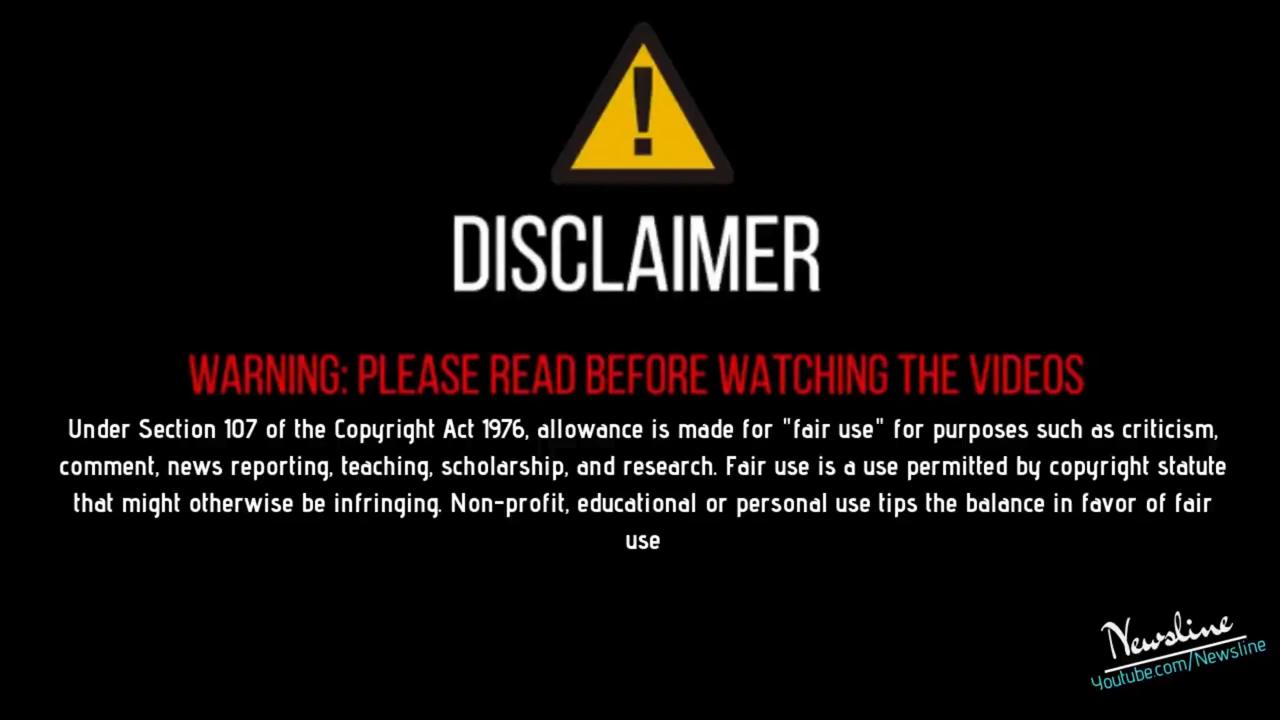 DISCLAIMER
WARNING: PLEASE READ BEFORE WATCHING THE VIDEOS
Under Section 107 of the Copyright Act 1976, allowance is made for "fair use" for purposes such as criticism,
comment, news reporting, teaching, scholarship, and research. Fair use is a use permitted by copyright statute
that might otherwise be infringing. Non-profit, educational or personal use tips the balance in favor of fair
use
Newsline
Youtube.com/Newsline